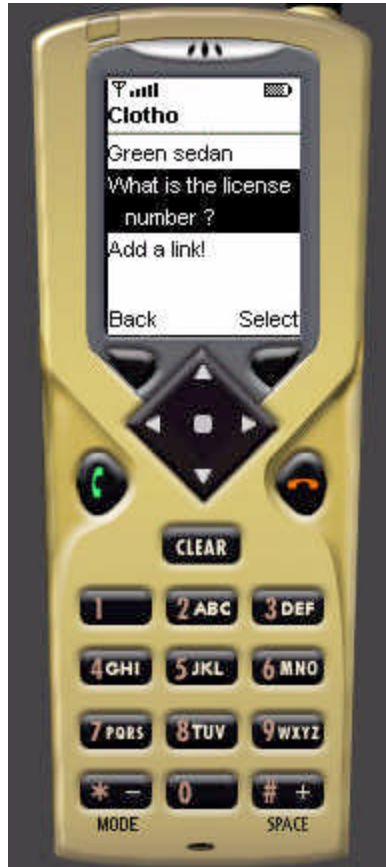 Clotho
Green sedan
What is the license
number ?
Add a link!
Back Select
CLEAR
1 2 ABC 3 DEF
4 GHI 5 JKL 6 MNO
7 PQRS 8 TUV 9 WXYZ
* - 0 # +
MODE SPACE